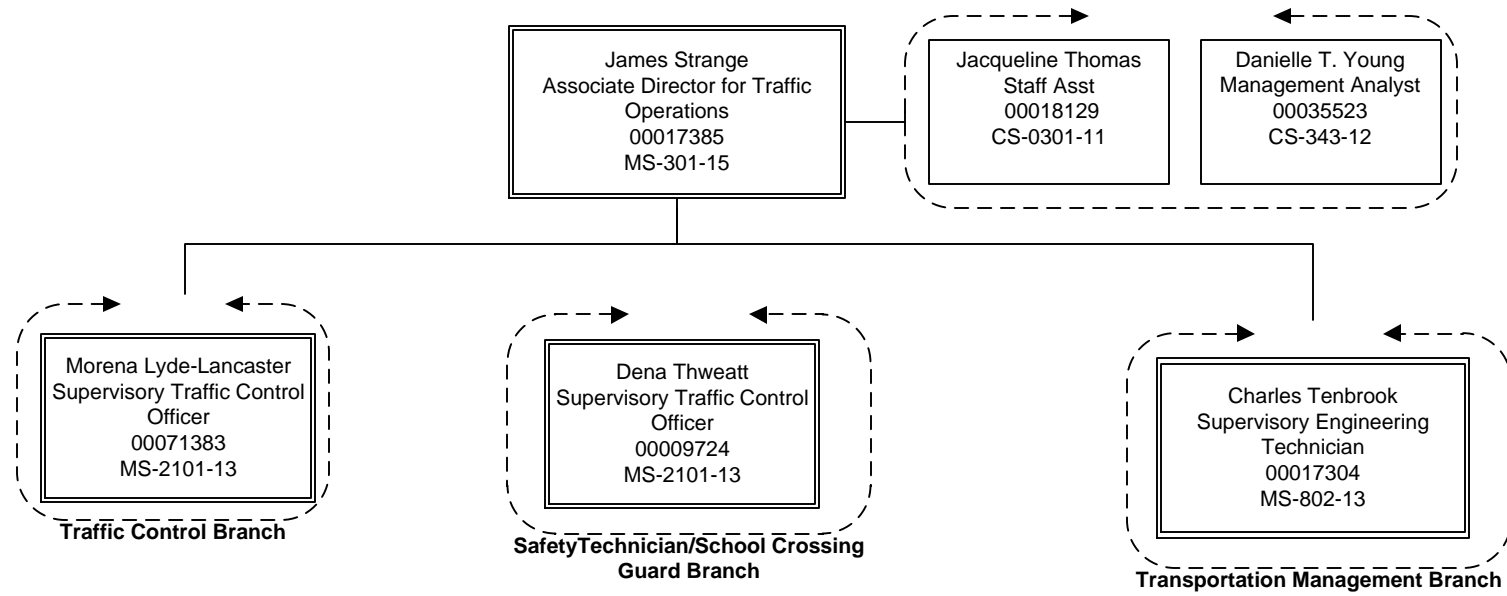 James Strange
Associate Director for Traffic
Operations
00017385
MS-301-15
Jacqueline Thomas
Staff Asst
00018129
CS-0301-11
Danielle T. Young
Management Analyst
00035523
CS-343-12
Morena Lyde-Lancaster
Supervisory Traffic Control
Officer
00071383
MS-2101-13
Traffic Control Branch
Dena Thweatt
Supervisory Traffic Control
Officer
00009724
MS-2101-13
SafetyTechnician/School Crossing
Guard Branch
Charles Tenbrook
Supervisory Engineering
Technician
00017304
MS-802-13
Transportation Management Branch